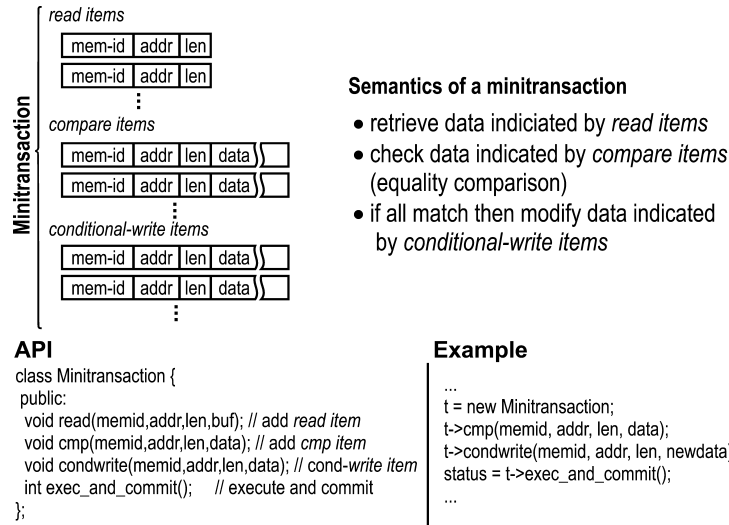 read items
mem-id addr len
mem-id addr len
compare items
mem-id addr len data
mem-id addr len data
conditional-write items
mem-id addr len data
mem-id addr len data
Minitransaction
Semantics of a minitransaction
• retrieve data indiciated by read items
• check data indicated by compare items
(equality comparison)
• if all match then modify data indicated
by conditional-write items
API
class Minitransaction {
public:
void read(memid,addr,len,buf); // add read item
void cmp(memid,addr,len,data); // add cmp item
void condwrite(memid,addr,len,data); // cond-write item
int exec_and_commit(); // execute and commit
};
Example
...
t = new Minitransaction;
t->cmp(memid, addr, len, data);
t->condwrite(memid, addr, len, newdata)
status = t->exec_and_commit();
...